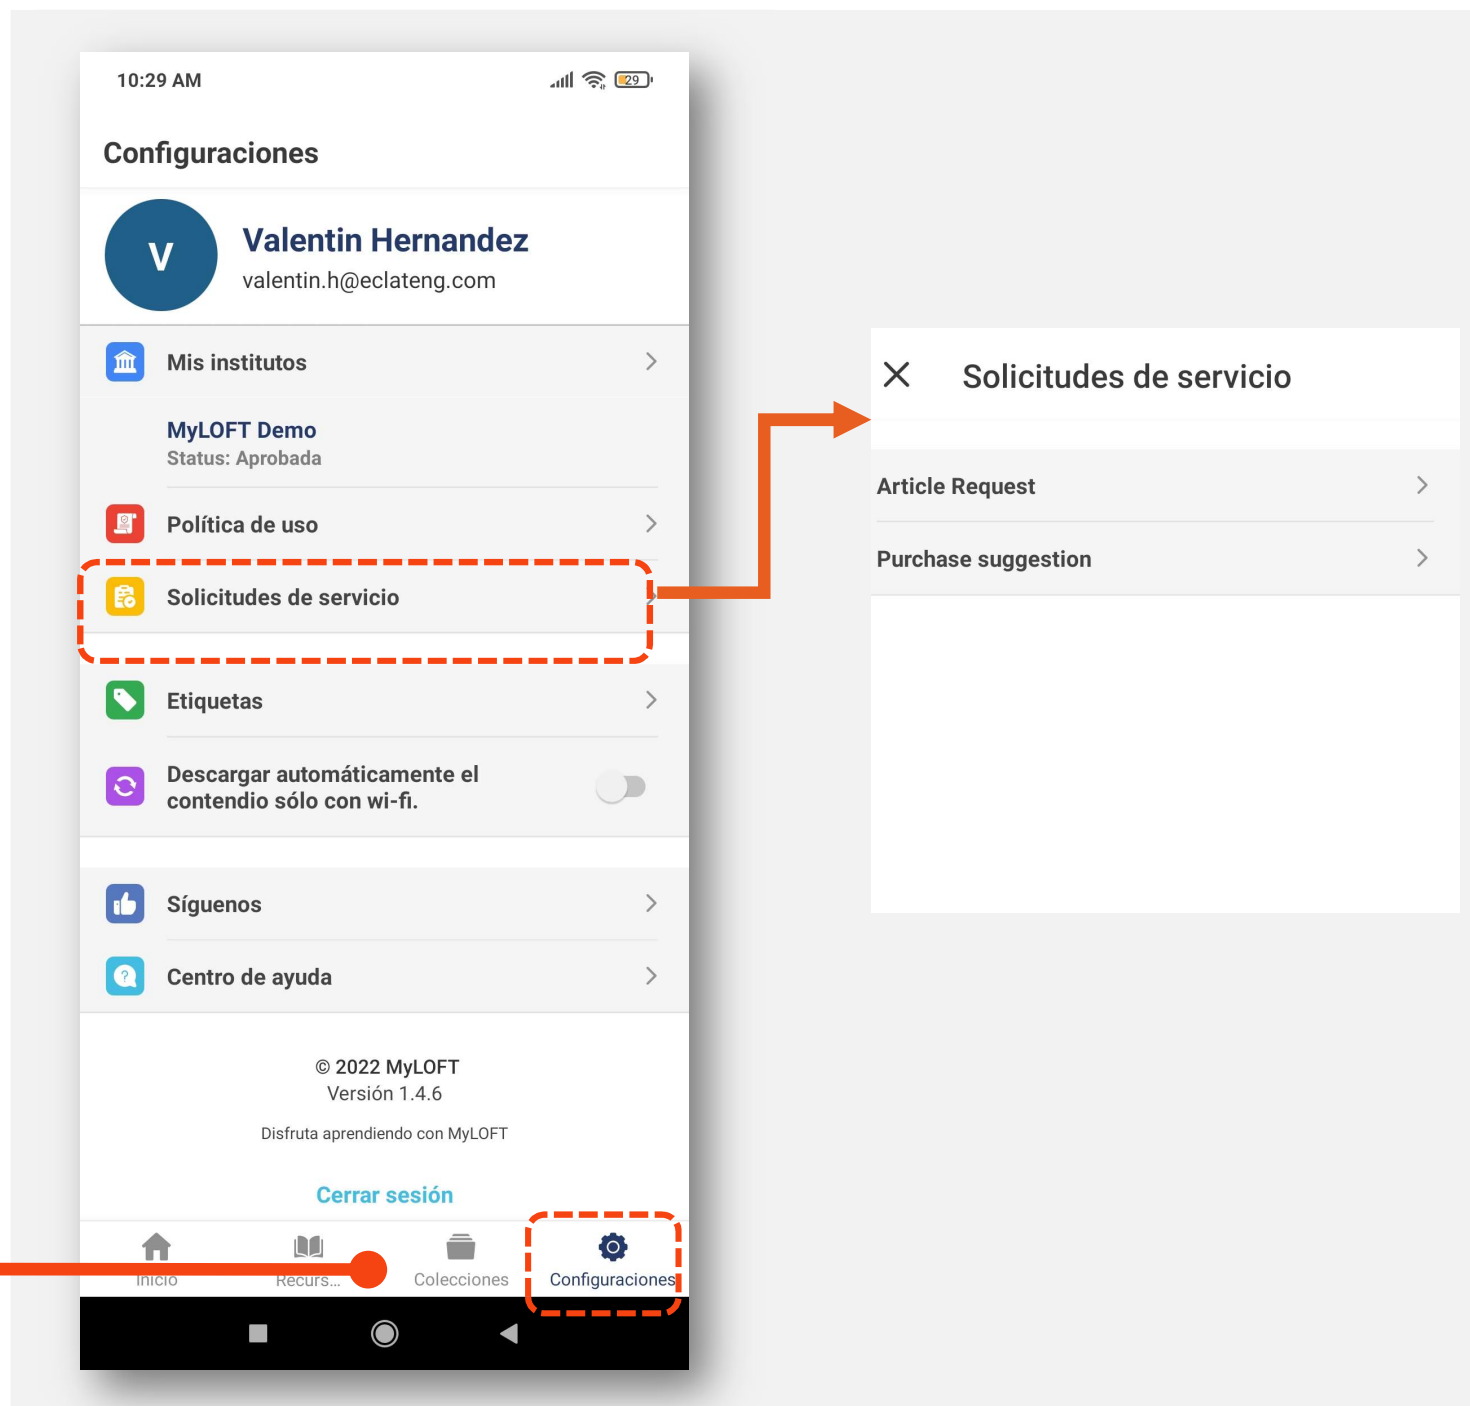 10:29 AM
29
Configuraciones
V
Valentin Hernandez
valentin.h@eclateng.com
Mis institutos
MyLOFT Demo
Status: Aprobada
Política de uso
Solicitudes de servicio
Etiquetas
Descargar automáticamente el
contendio sólo con wi-fi.
Síguenos
Centro de ayuda
© 2022 MyLOFT
Versión 1.4.6
Disfruta aprendiendo con MyLOFT
Cerrar sesión
Inicio
Recurs...
Colecciones
Configuraciones
Solicitudes de servicio
Article Request
Purchase suggestion